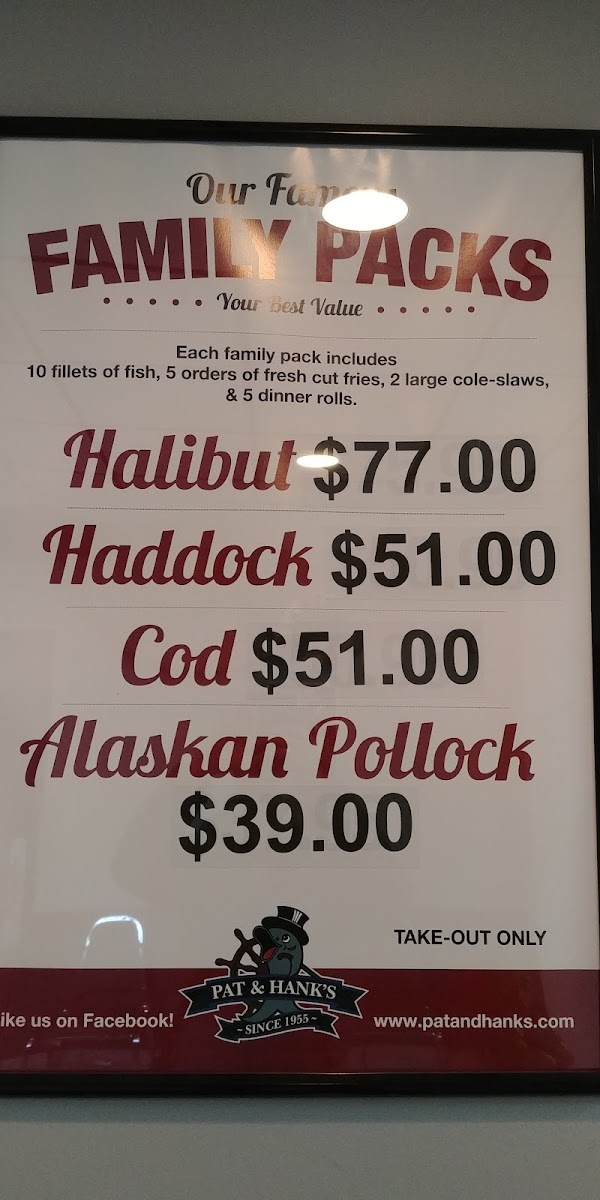 Our Famous
FAMILY PACKS
Your Best Value
Each family pack includes
10 fillets of fish, 5 orders of fresh cut fries, 2 large cole-slaws,
& 5 dinner rolls.
Halibut $77.00
Haddock $51.00
Cod $51.00
Alaskan Pollock
$39.00
TAKE-OUT ONLY
PAT & HANK'S
~ SINCE 1955 ~
ike us on Facebook!
www.patandhanks.com